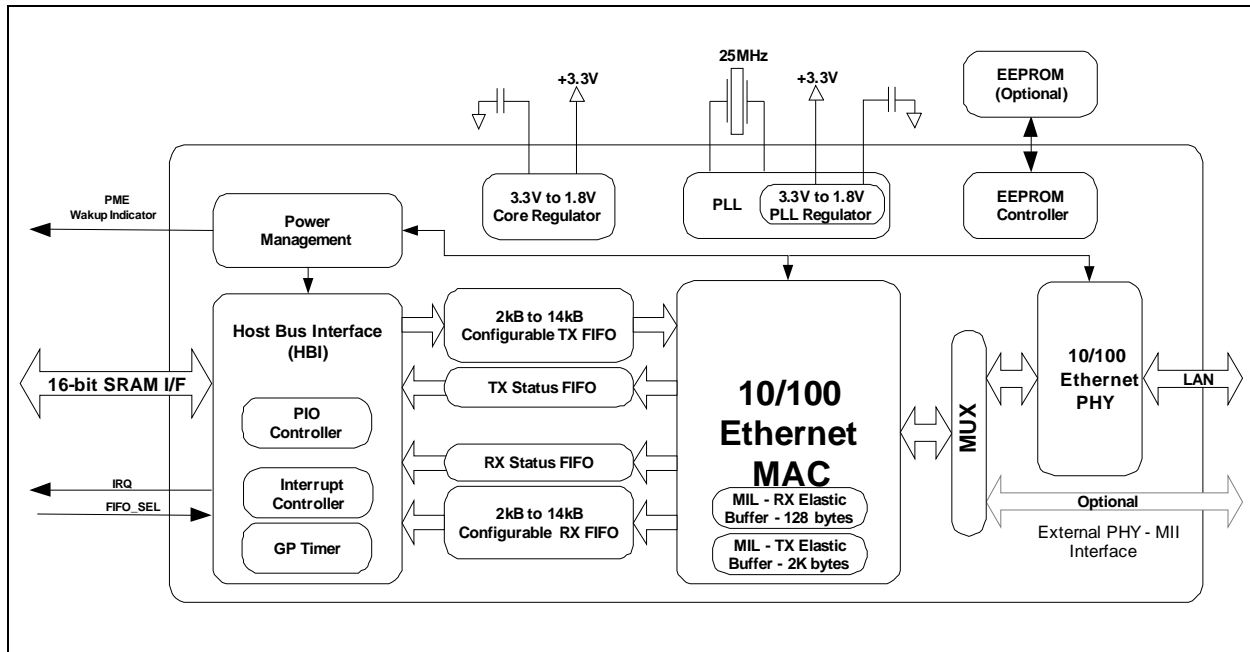 25MHz
+3.3V
+3.3V
EEPROM
(Optional)
3.3V to 1.8V
Core Regulator
PLL
3.3V to 1.8V
PLL Regulator
EEPROM
Controller
PME
Wakup Indicator
Power
Management
Host Bus Interface
(HBI)
2kB to 14kB
Configurable TX FIFO
16-bit SRAM I/F
TX Status FIFO
PIO
Controller
RX Status FIFO
IRQ
FIFO_SEL
Interrupt
Controller
2kB to 14kB
Configurable RX FIFO
GP Timer
10/100
Ethernet
MAC
MIL - RX Elastic
Buffer - 128 bytes
MIL - TX Elastic
Buffer - 2K bytes
MUX
10/100
Ethernet
PHY
LAN
Optional
External PHY - MII
Interface